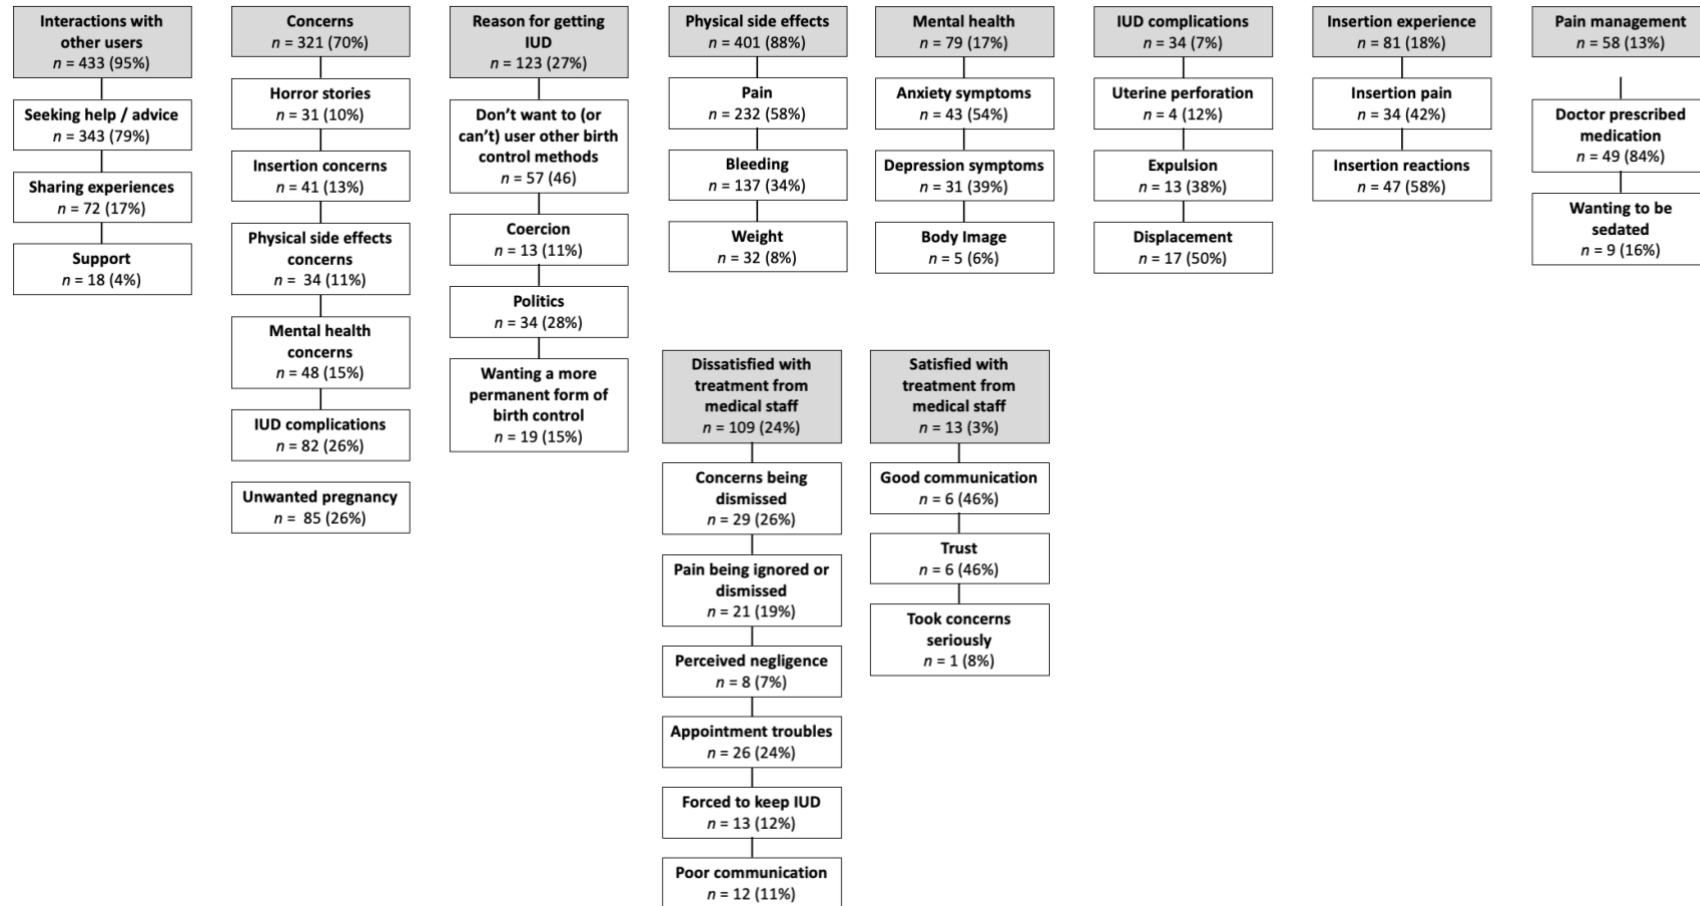 Interactions with
other users
n = 433 (95%)
Seeking help / advice
n = 343 (79%)
Sharing experiences
n = 72 (17%)
Support
n = 18 (4%)
Concerns
n = 321 (70%)
Horror stories
n = 31 (10%)
Insertion concerns
n = 41 (13%)
Physical side effects
concerns
n = 34 (11%)
Mental health
concerns
n = 48 (15%)
IUD complications
n = 82 (26%)
Unwanted pregnancy
n = 85 (26%)
Reason for getting
IUD
n = 123 (27%)
Don't want to (or
can't) user other birth
control methods
n = 57 (46)
Coercion
n = 13 (11%)
Politics
n = 34 (28%)
Wanting a more
permanent form of
birth control
n = 19 (15%)
Physical side effects
n = 401 (88%)
Pain
n = 232 (58%)
Bleeding
n = 137 (34%)
Weight
n = 32 (8%)
Mental health
n = 79 (17%)
Anxiety symptoms
n = 43 (54%)
Depression symptoms
n = 31 (39%)
Body Image
n = 5 (6%)
IUD complications
n = 34 (7%)
Uterine perforation
n = 4 (12%)
Expulsion
n = 13 (38%)
Displacement
n = 17 (50%)
Insertion experience
n = 81 (18%)
Insertion pain
n = 34 (42%)
Insertion reactions
n = 47 (58%)
Pain management
n = 58 (13%)
Doctor prescribed
medication
n = 49 (84%)
Wanting to be
sedated
n = 9 (16%)
Dissatisfied with
treatment from
medical staff
n = 109 (24%)
Concerns being
dismissed
n = 29 (26%)
Pain being ignored or
dismissed
n = 21 (19%)
Perceived negligence
n = 8 (7%)
Appointment troubles
n = 26 (24%)
Forced to keep IUD
n = 13 (12%)
Poor communication
n = 12 (11%)
Satisfied with
treatment from
medical staff
n = 13 (3%)
Good communication
n = 6 (46%)
Trust
n = 6 (46%)
Took concerns
seriously
n = 1 (8%)